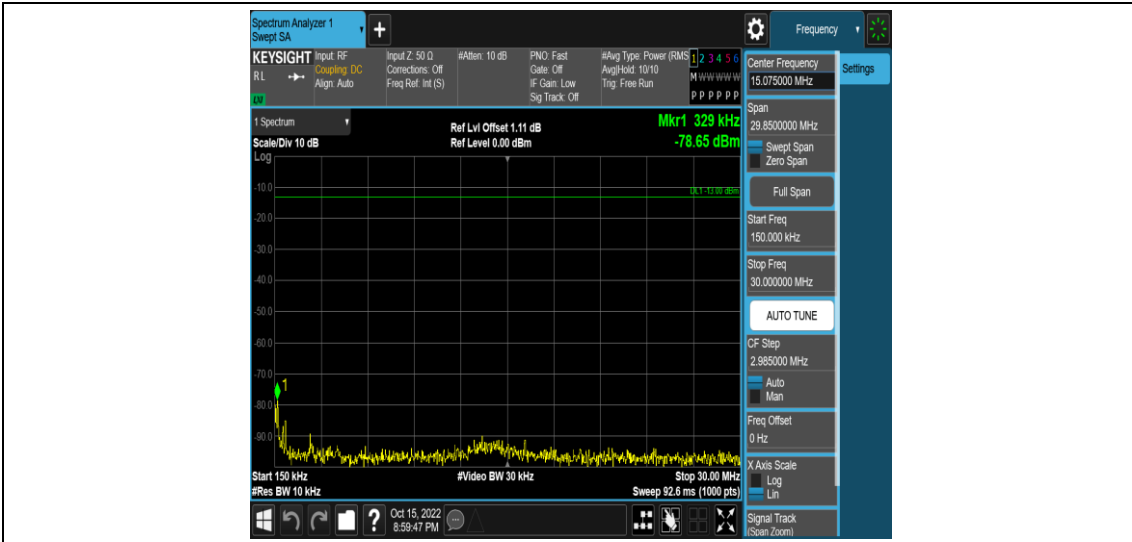 Spectrum Analyzer 1
Swept SA
+
Frequency
KEYSIGHT
RL
LXI
Input: RF
Coupling: DC
Align: Auto
Input Z: 50 Ω
Corrections: Off
Freq Ref: Int (S)
#Atten: 10 dB
PNO: Fast
Gate: Off
IF Gain: Low
Sig Track: Off
#Avg Type: Power (RMS
Avg|Hold: 10/10
Trig: Free Run
1 2 3 4 5 6
M W W W W W
P P P P P P
Center Frequency
15.075000 MHz
Settings
1 Spectrum
Scale/Div 10 dB
Log
Ref Lvl Offset 1.11 dB
Ref Level 0.00 dBm
Mkr1 329 kHz
-78.65 dBm
DL1 -13.00 dBm
-10.0
-20.0
-30.0
-40.0
-50.0
-60.0
-70.0
-80.0
-90.0
1
Start 150 kHz
#Res BW 10 kHz
#Video BW 30 kHz
Stop 30.00 MHz
Sweep 92.6 ms (1000 pts)
Span
29.8500000 MHz
Swept Span
Zero Span
Full Span
Start Freq
150.000 kHz
Stop Freq
30.000000 MHz
AUTO TUNE
CF Step
2.985000 MHz
Auto
Man
Freq Offset
0 Hz
X Axis Scale
Log
Lin
Signal Track
(Span Zoom)
?
Oct 15, 2022
8:59:47 PM